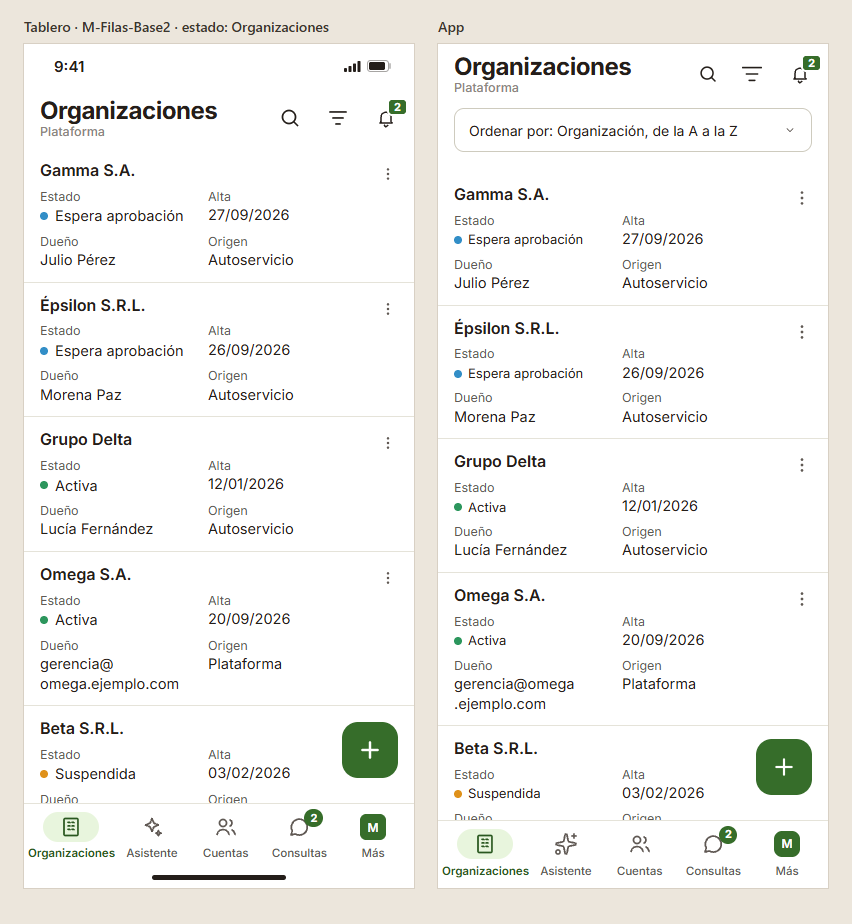 Tablero · M-Filas-Base2 · estado: Organizaciones
9:41
Organizaciones
2
Plataforma
Gamma S.A.
Estado
Alta
Espera aprobación
27/09/2026
Dueño
Origen
Julio Pérez
Autoservicio
Épsilon S.R.L.
Estado
Alta
Espera aprobación
26/09/2026
Dueño
Origen
Morena Paz
Autoservicio
Grupo Delta
Estado
Alta
Activa
12/01/2026
Dueño
Origen
Lucía Fernández
Autoservicio
Omega S.A.
Estado
Alta
Activa
20/09/2026
Dueño
Origen
gerencia@
omega.ejemplo.com
Plataforma
Beta S.R.L.
Estado
Alta
Suspendida
03/02/2026
Dueño
Origen
2
M
Organizaciones
Asistente
Cuentas
Consultas
Más
App
Organizaciones
2
Plataforma
Ordenar por: Organización, de la A a la Z
Gamma S.A.
Estado
Alta
Espera aprobación
27/09/2026
Dueño
Origen
Julio Pérez
Autoservicio
Épsilon S.R.L.
Estado
Alta
Espera aprobación
26/09/2026
Dueño
Origen
Morena Paz
Autoservicio
Grupo Delta
Estado
Alta
Activa
12/01/2026
Dueño
Origen
Lucía Fernández
Autoservicio
Omega S.A.
Estado
Alta
Activa
20/09/2026
Dueño
Origen
gerencia@omega
.ejemplo.com
Plataforma
Beta S.R.L.
Estado
Alta
Suspendida
03/02/2026
Dueño
Origen
2
M
Organizaciones
Asistente
Cuentas
Consultas
Más